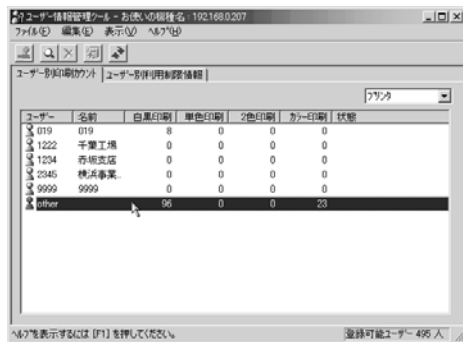 ユーザー情報管理ツール - お使いの機種名 : 192.168.0.207
ファイル(F) 編集(E) 表示(V) ヘルプ(H)
ユーザー別印刷カウント ユーザー別利用制限情報
プリンタ
ユーザー 名前 白黒印刷 単色印刷 2色印刷 カラー印刷 状態
019 019 8 0 0 0
1222 千葉工場 0 0 0 0
1234 赤坂支店 0 0 0 0
2345 横浜事業.. 0 0 0 0
9999 9999 0 0 0 0
other 96 0 0 23
ヘルプを表示するには [F1] を押してください。 登録可能ユーザー 495 人